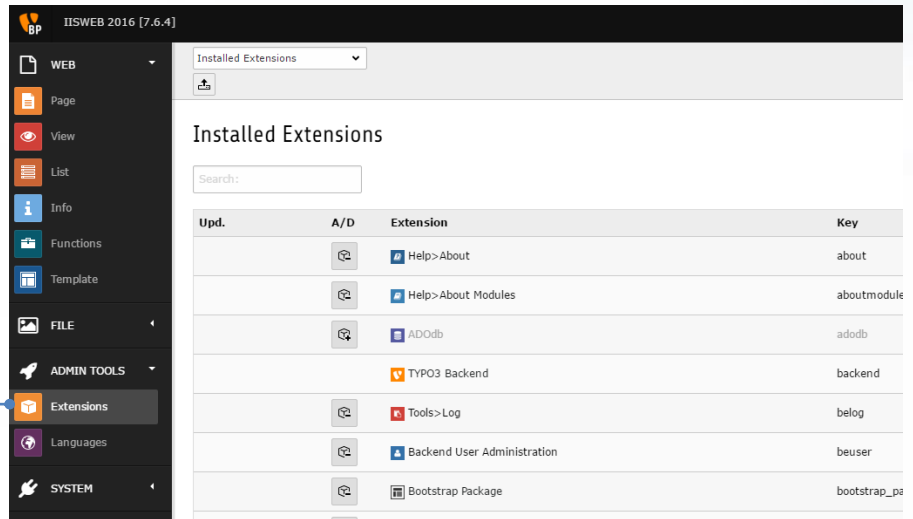 BP IISWEB 2016 [7.6.4]
WEB
Page
View
List
Info
Functions
Template
FILE
ADMIN TOOLS
Extensions
Languages
SYSTEM
Installed Extensions
Installed Extensions
Search:
Upd. A/D Extension Key
Help>About about
Help>About Modules aboutmodule
ADOdb adodb
TYPO3 Backend backend
Tools>Log belog
Backend User Administration beuser
Bootstrap Package bootstrap_pa